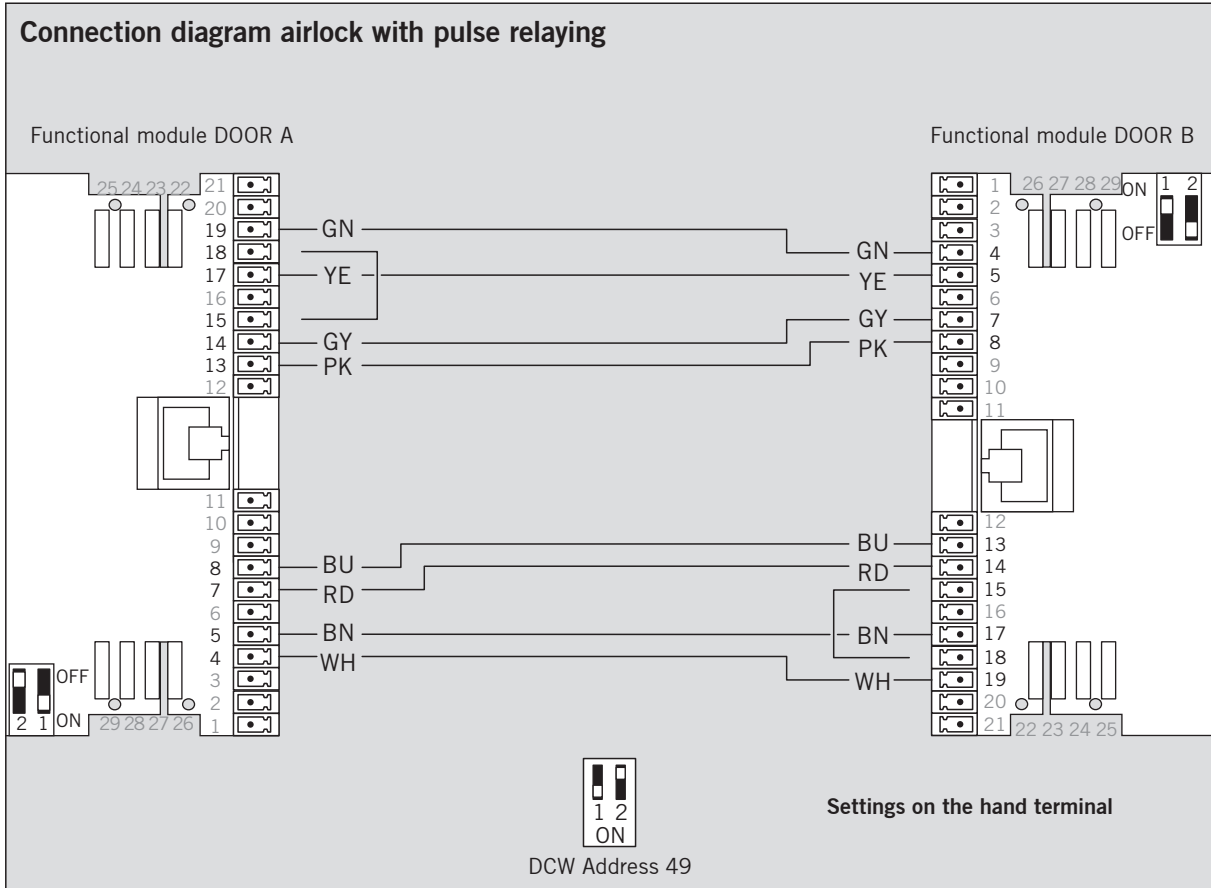 Connection diagram airlock with pulse relaying
Functional module DOOR A
Functional module DOOR B
25 24 23 22
21
20
19
18
17
16
15
14
13
12
11
10
9
8
7
6
5
4
3
2
1
29 28 27 26
OFF
ON
2 1
GN
YE
GY
PK
BU
RD
BN
WH
GN
YE
GY
PK
BU
RD
BN
WH
1
2
3
4
5
6
7
8
9
10
11
12
13
14
15
16
17
18
19
20
21
26 27 28 29
ON
OFF
1 2
22 23 24 25
1 2
ON
DCW Address 49
Settings on the hand terminal